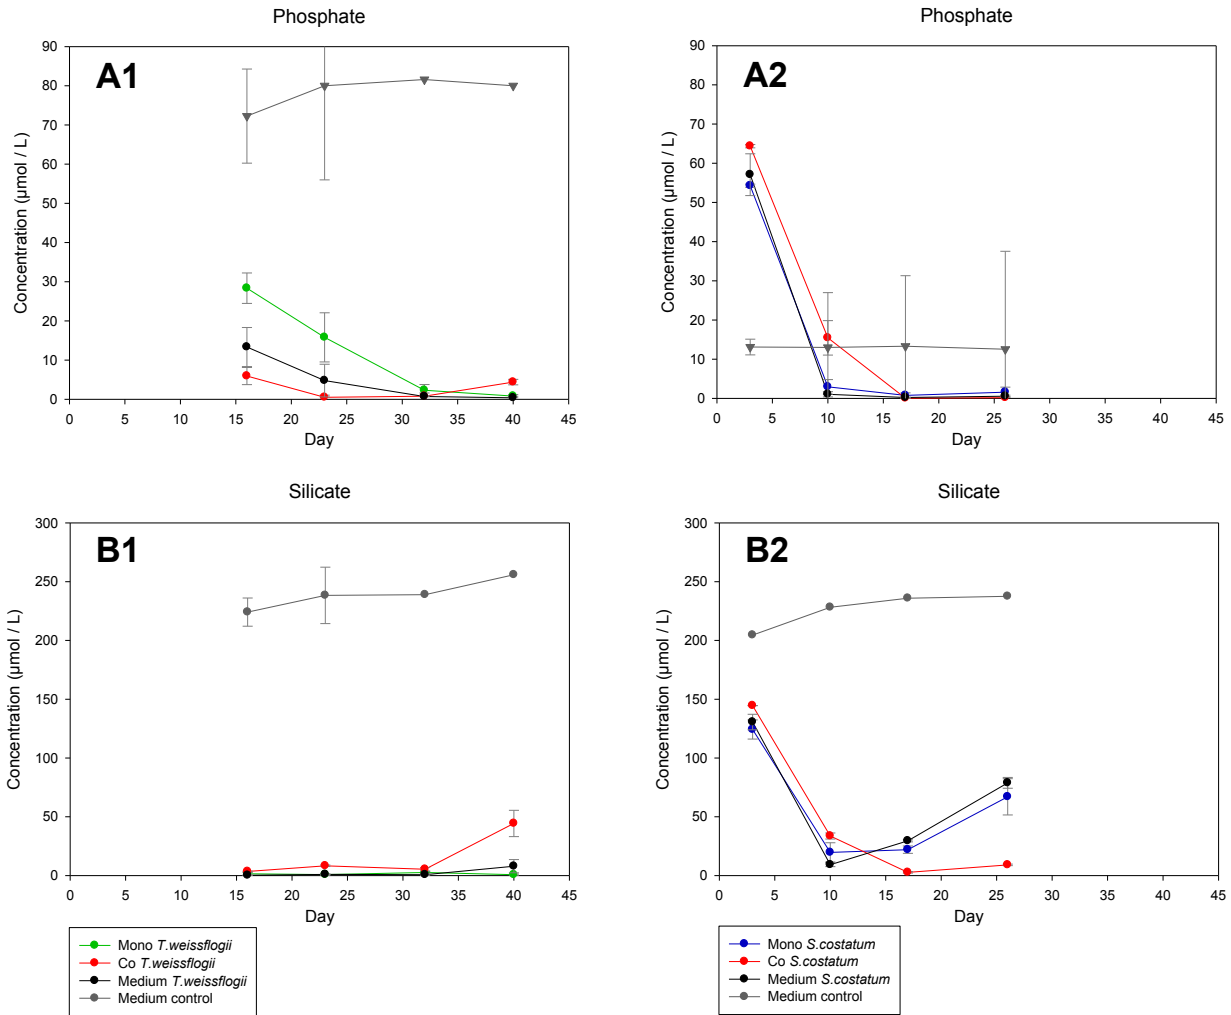 Phosphate
A1
Concentration (µmol / L)
90
80
70
60
50
40
30
20
10
0
0 5 10 15 20 25 30 35 40 45
Day
Phosphate
A2
Concentration (µmol / L)
90
80
70
60
50
40
30
20
10
0
0 5 10 15 20 25 30 35 40 45
Day
Silicate
B1
Concentration (µmol / L)
300
250
200
150
100
50
0
0 5 10 15 20 25 30 35 40 45
Day
Mono T.weissflogii
Co T.weissflogii
Medium T.weissflogii
Medium control
Silicate
B2
Concentration (µmol / L)
300
250
200
150
100
50
0
0 5 10 15 20 25 30 35 40 45
Day
Mono S.costatum
Co S.costatum
Medium S.costatum
Medium control